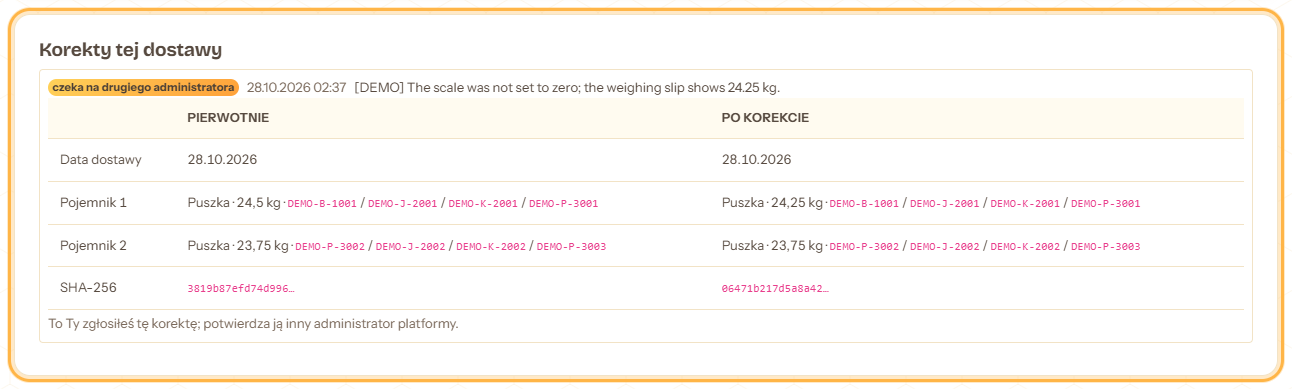 Korekty tej dostawy
czeka na drugiego administratora 28.10.2026 02:37 [DEMO] The scale was not set to zero; the weighing slip shows 24.25 kg.
PIERWOTNIE PO KOREKCIE
Data dostawy 28.10.2026 28.10.2026
Pojemnik 1 Puszka · 24,5 kg · DEMO-B-1001 / DEMO-J-2001 / DEMO-K-2001 / DEMO-P-3001 Puszka · 24,25 kg · DEMO-B-1001 / DEMO-J-2001 / DEMO-K-2001 / DEMO-P-3001
Pojemnik 2 Puszka · 23,75 kg · DEMO-P-3002 / DEMO-J-2002 / DEMO-K-2002 / DEMO-P-3003 Puszka · 23,75 kg · DEMO-P-3002 / DEMO-J-2002 / DEMO-K-2002 / DEMO-P-3003
SHA-256 3819b87efd74d996… 06471b217d5a8a42…
To Ty zgłosiłeś tę korektę; potwierdza ją inny administrator platformy.